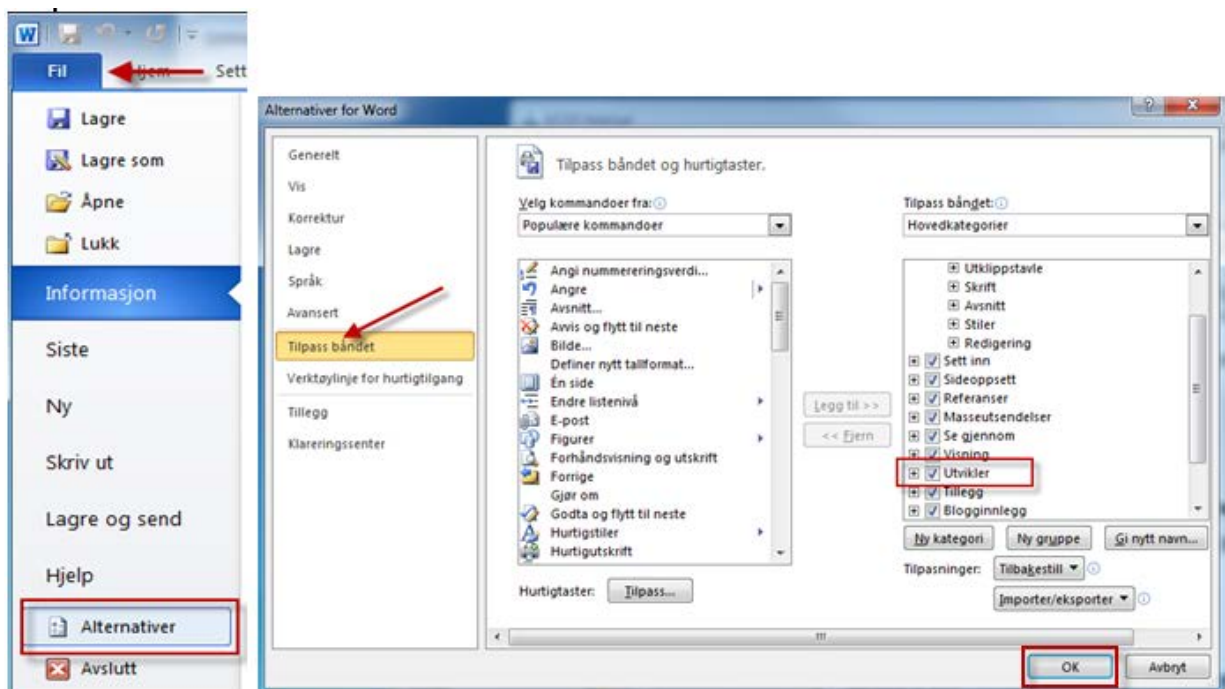 W
Fil Hjem Sett
Lagre
Lagre som
Åpne
Lukk
Informasjon
Siste
Ny
Skriv ut
Lagre og send
Hjelp
Alternativer
Avslutt
Alternativer for Word
Generelt
Vis
Korrektur
Lagre
Språk
Avansert
Tilpass båndet
Verktøylinje for hurtigtilgang
Tillegg
Klareringssenter
Tilpass båndet og hurtigtaster.
Velg kommandoer fra:
Populære kommandoer
Angi nummereringsverdi...
Angre
Avsnitt...
Avvis og flytt til neste
Bilde...
Definer nytt tallformat...
Én side
Endre listenivå
E-post
Figurer
Forhåndsvisning og utskrift
Forrige
Gjør om
Godta og flytt til neste
Hurtigstiler
Hurtigutskrift
Hurtigtaster: Tilpass...
Legg til >>
<< Fjern
Tilpass båndet:
Hovedkategorier
Utklippstavle
Skrift
Avsnitt
Stiler
Redigering
Sett inn
Sideoppsett
Referanser
Masseutsendelser
Se gjennom
Visning
Utvikler
Tillegg
Blogginnlegg
Ny kategori Ny gruppe Gi nytt navn...
Tilpasninger: Tilbakestill
Importer/eksporter
OK Avbryt